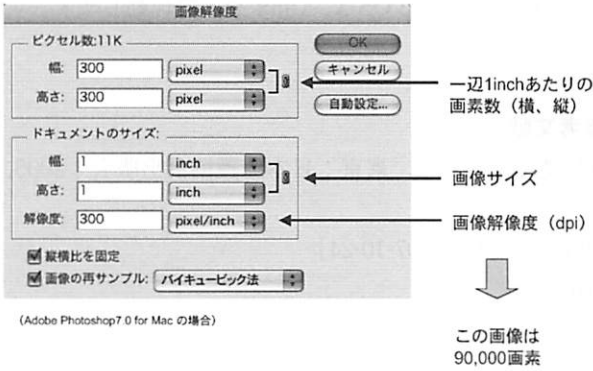 画像解像度
ピクセル数:11K
幅: 300 pixel
高さ: 300 pixel
OK
キャンセル
自動設定...
一辺1inchあたりの
画素数（横、縦）
ドキュメントのサイズ:
幅: 1 inch
高さ: 1 inch
解像度: 300 pixel/inch
画像サイズ
画像解像度（dpi）
縦横比を固定
画像の再サンプル: バイキュービック法
（Adobe Photoshop7.0 for Mac の場合）
この画像は
90,000画素